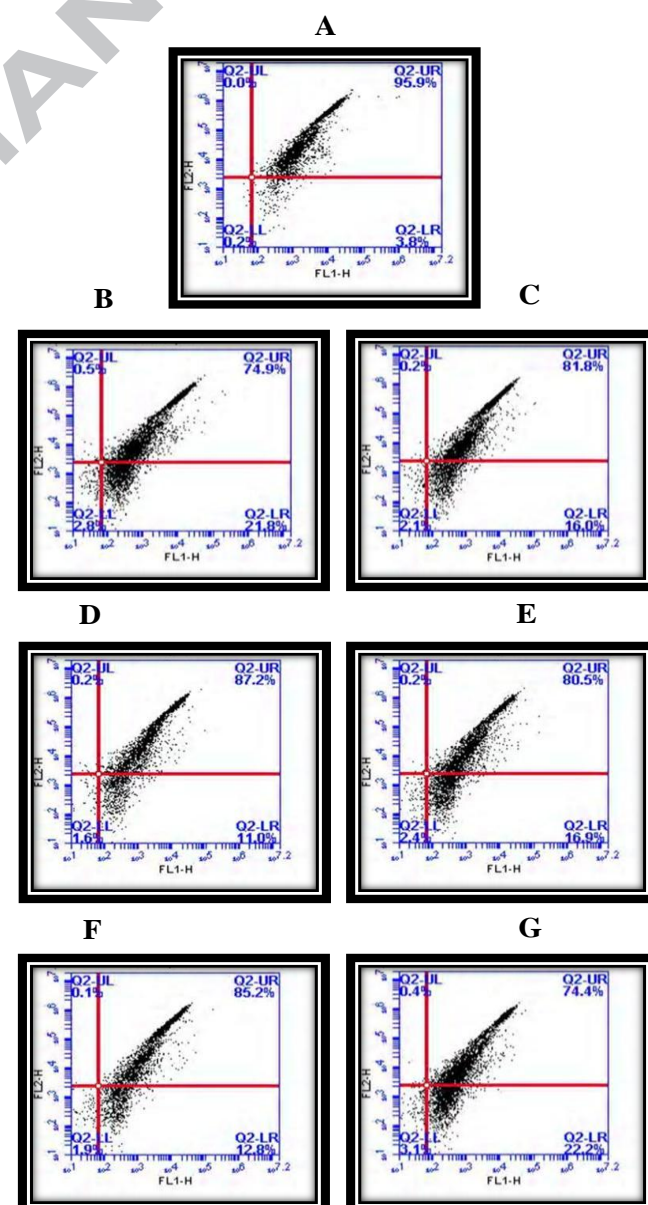 A
Q2-UL Q2-UR
0.0% 95.9%
FL2-H
Q2-LL Q2-LR
0.2% 3.8%
FL1-H
B C
Q2-UL Q2-UR
0.5% 74.9%
FL2-H
Q2-LL Q2-LR
2.8% 21.8%
FL1-H
Q2-UL Q2-UR
0.2% 81.8%
FL2-H
Q2-LL Q2-LR
2.1% 16.0%
FL1-H
D E
Q2-UL Q2-UR
0.2% 87.2%
FL2-H
Q2-LL Q2-LR
1.6% 11.0%
FL1-H
Q2-UL Q2-UR
0.2% 80.5%
FL2-H
Q2-LL Q2-LR
2.4% 16.9%
FL1-H
F G
Q2-UL Q2-UR
0.1% 85.2%
FL2-H
Q2-LL Q2-LR
1.9% 12.8%
FL1-H
Q2-UL Q2-UR
0.4% 74.4%
FL2-H
Q2-LL Q2-LR
3.1% 22.2%
FL1-H